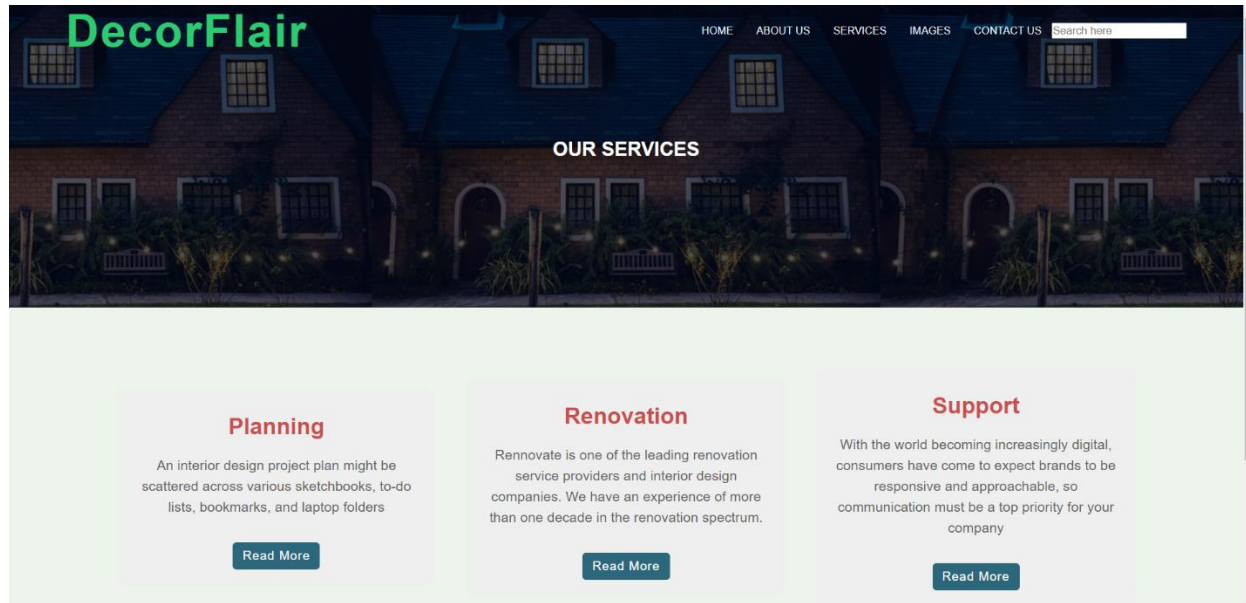 DecorFlair
HOME ABOUT US SERVICES IMAGES CONTACT US Search here
OUR SERVICES
Planning
An interior design project plan might be
scattered across various sketchbooks, to-do
lists, bookmarks, and laptop folders
Read More
Renovation
Rennovate is one of the leading renovation
service providers and interior design
companies. We have an experience of more
than one decade in the renovation spectrum.
Read More
Support
With the world becoming increasingly digital,
consumers have come to expect brands to be
responsive and approachable, so
communication must be a top priority for your
company
Read More